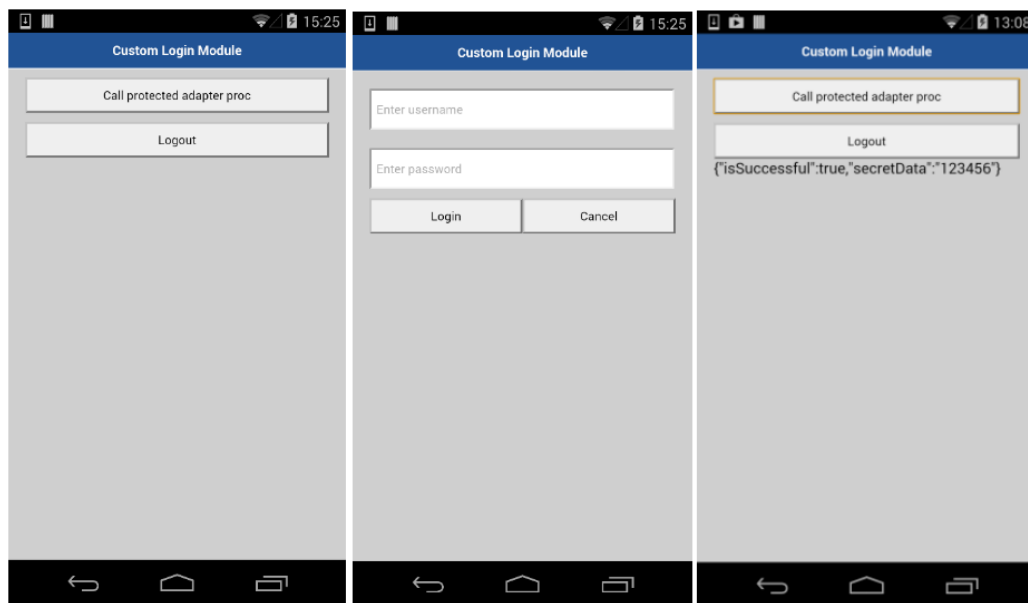 15:25
Custom Login Module
Call protected adapter proc
Logout
15:25
Custom Login Module
Enter username
Enter password
Login
Cancel
13:08
Custom Login Module
Call protected adapter proc
Logout
{"isSuccessful":true,"secretData":"123456"}